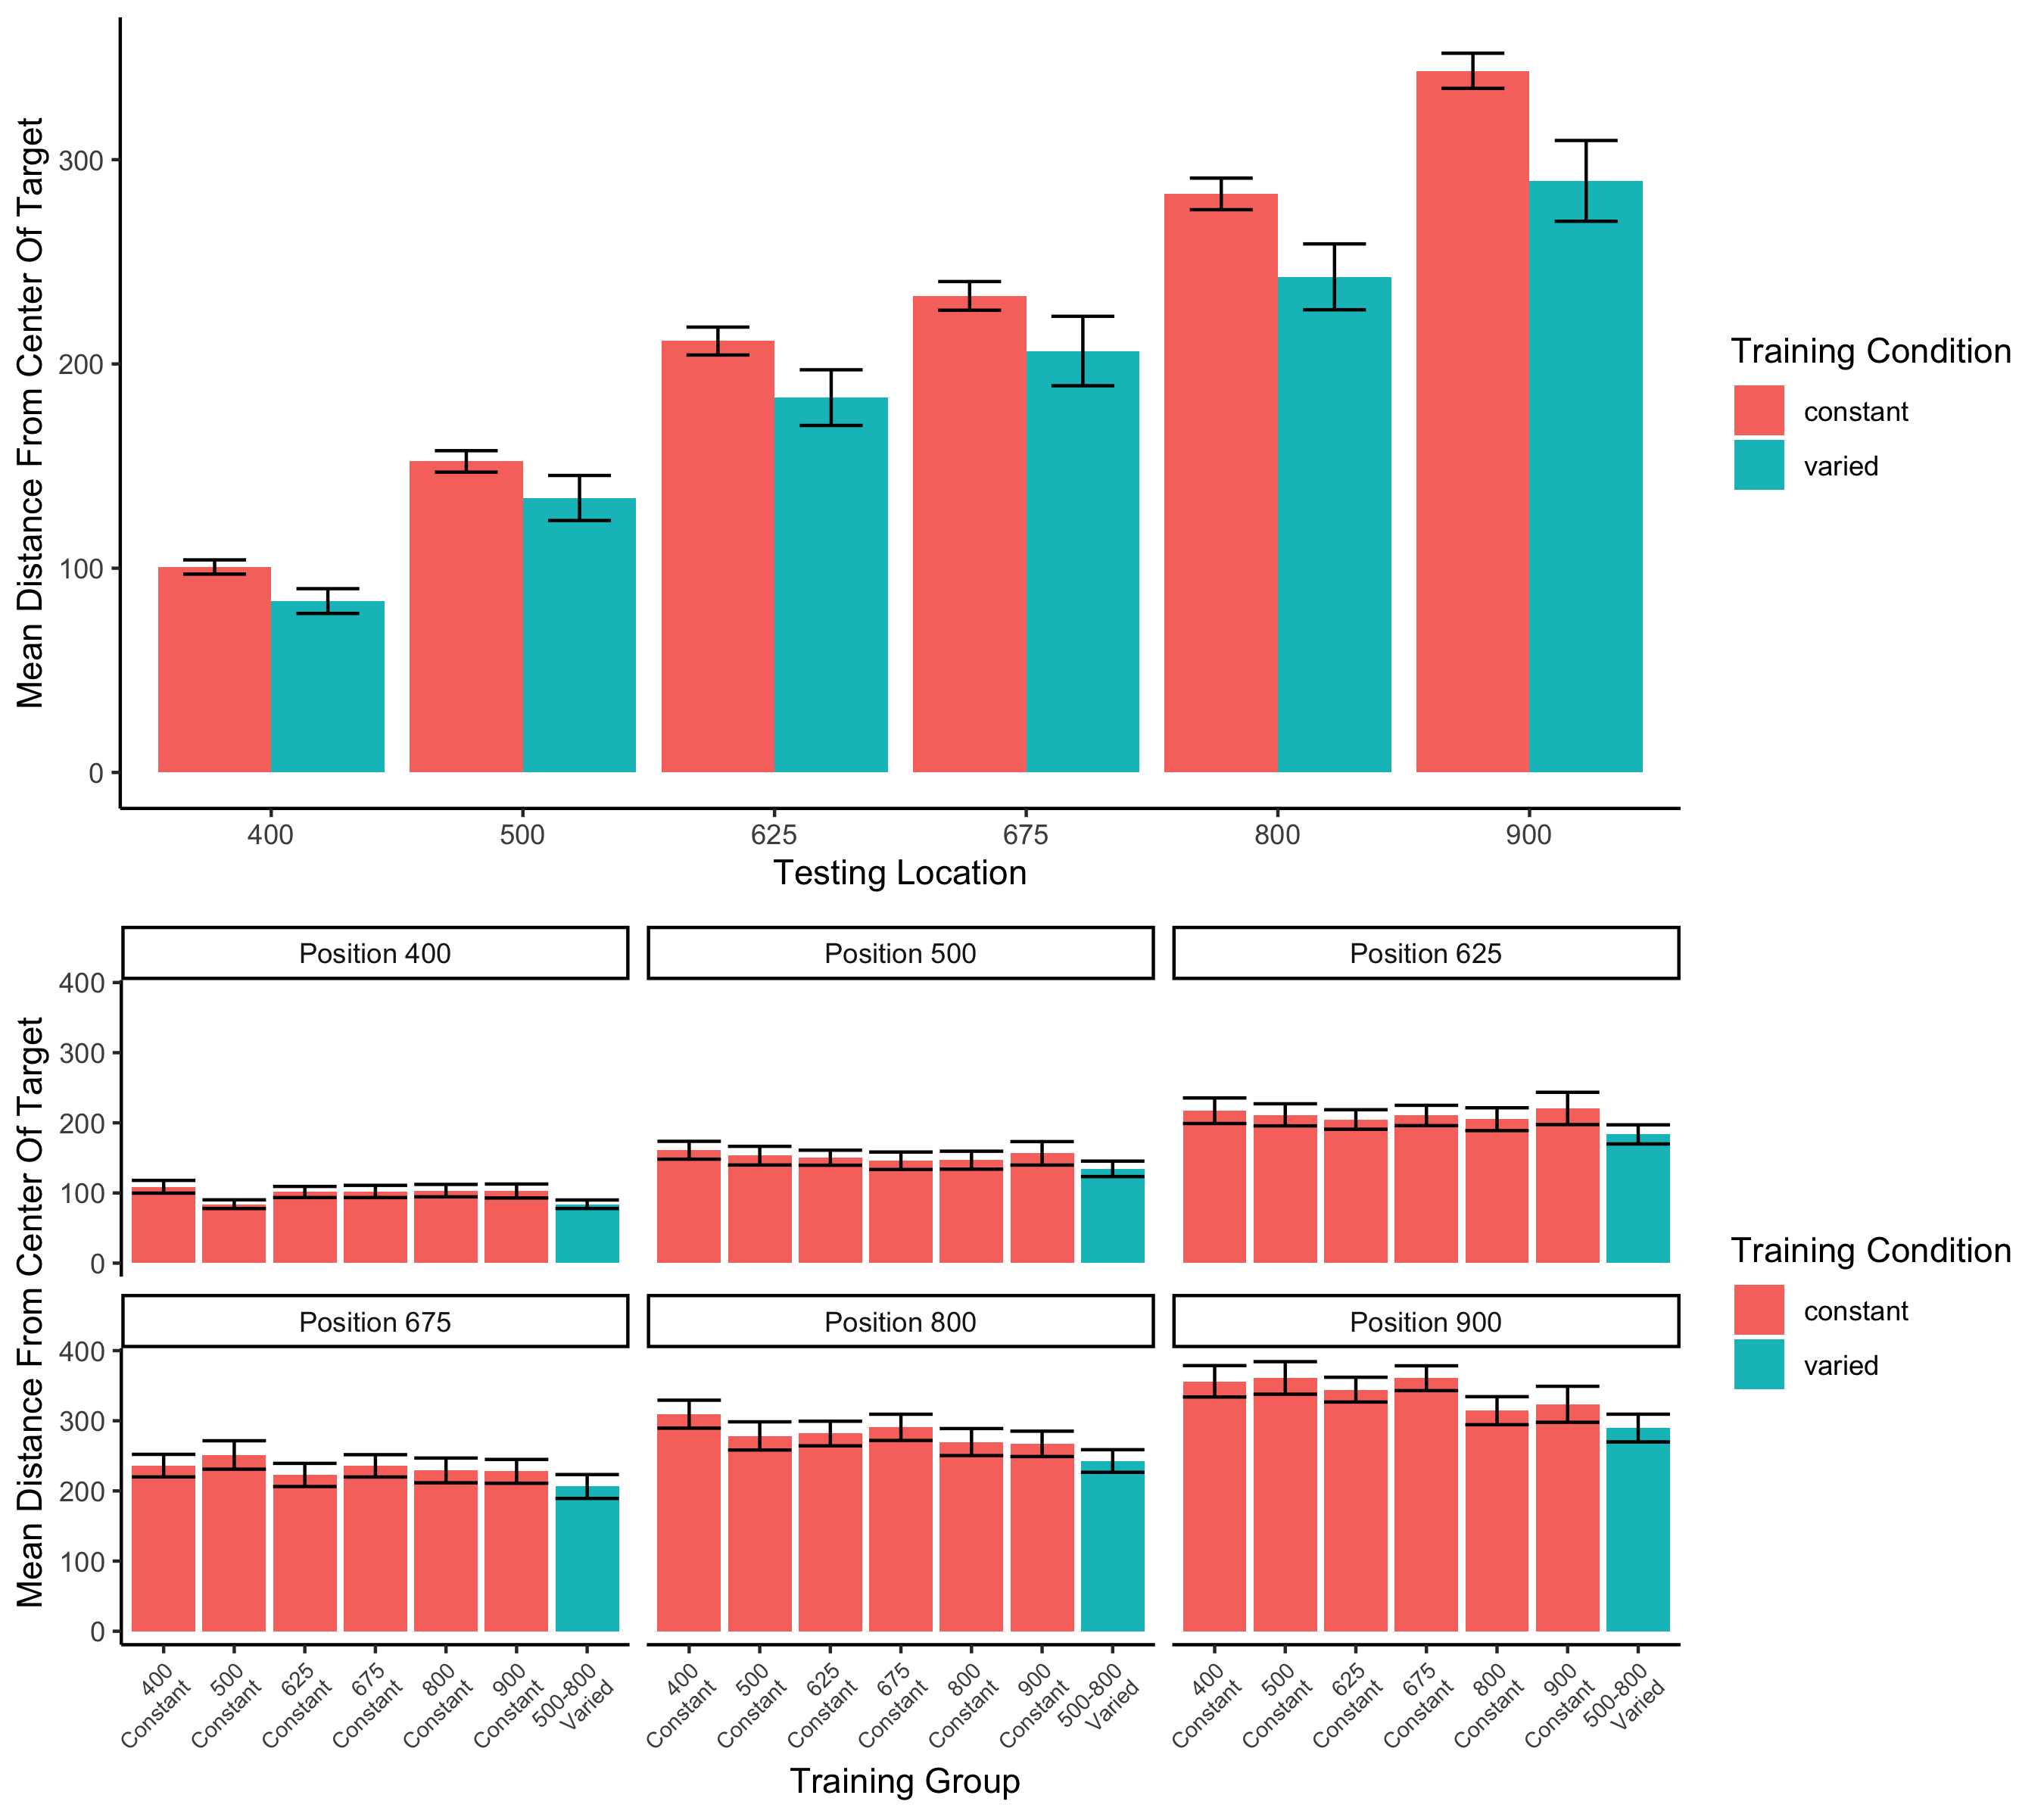 Mean Distance From Center Of Target
300
200
100
0
400 500 625 675 800 900
Testing Location
Training Condition
constant
varied
Position 400 Position 500 Position 625
Mean Distance From Center Of Target
400
300
200
100
0
Position 675 Position 800 Position 900
400
300
200
100
0
400 Constant
500 Constant
625 Constant
675 Constant
800 Constant
900 Constant
500-800 Varied
400 Constant
500 Constant
625 Constant
675 Constant
800 Constant
900 Constant
500-800 Varied
400 Constant
500 Constant
625 Constant
675 Constant
800 Constant
900 Constant
500-800 Varied
Training Group
Training Condition
constant
varied